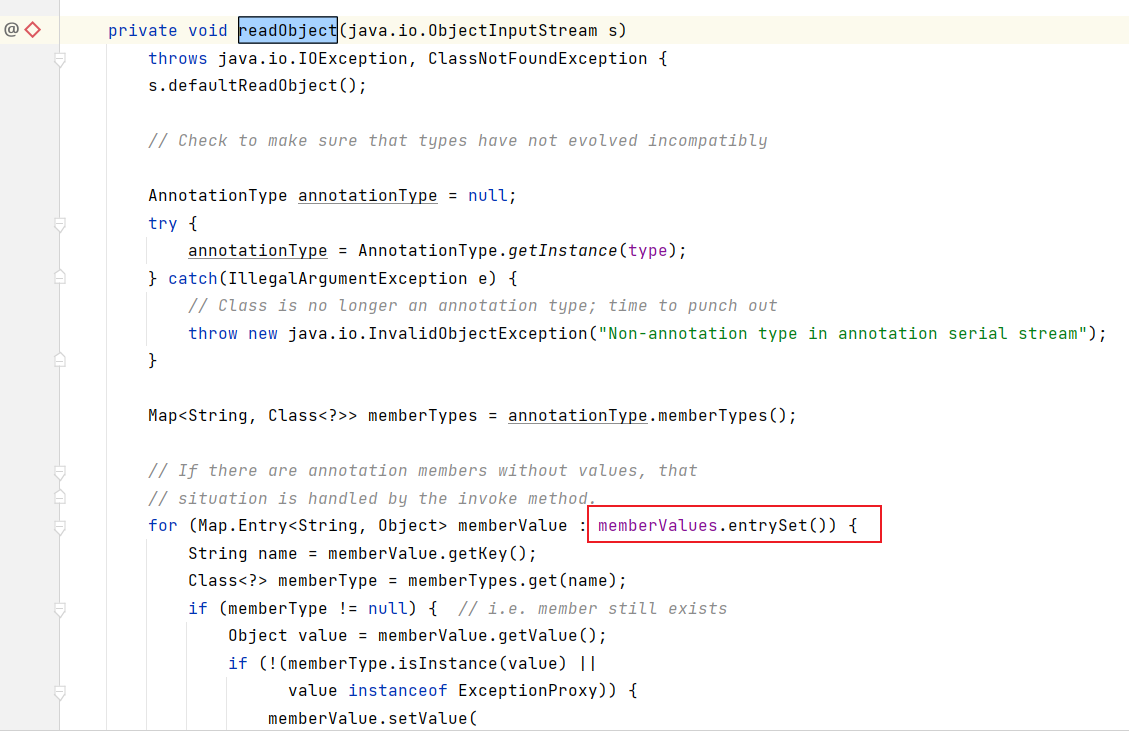 private void readObject(java.io.ObjectInputStream s)
throws java.io.IOException, ClassNotFoundException {
s.defaultReadObject();
// Check to make sure that types have not evolved incompatibly
AnnotationType annotationType = null;
try {
annotationType = AnnotationType.getInstance(type);
} catch(IllegalArgumentException e) {
// Class is no longer an annotation type; time to punch out
throw new java.io.InvalidObjectException("Non-annotation type in annotation serial stream");
}
Map<String, Class<?>> memberTypes = annotationType.memberTypes();
// If there are annotation members without values, that
// situation is handled by the invoke method.
for (Map.Entry<String, Object> memberValue : memberValues.entrySet()) {
String name = memberValue.getKey();
Class<?> memberType = memberTypes.get(name);
if (memberType != null) {  // i.e. member still exists
Object value = memberValue.getValue();
if (!(memberType.isInstance(value) ||
value instanceof ExceptionProxy)) {
memberValue.setValue(